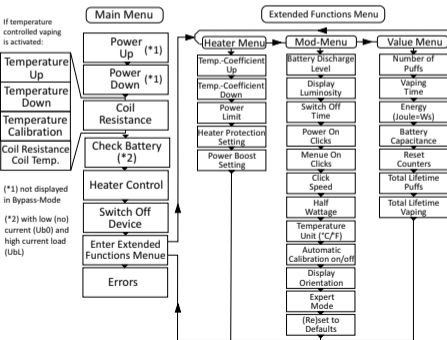 If temperature
controlled vaping
is activated:
Temperature
Up
Temperature
Down
Temperature
Calibration
Coil Resistance
Coil Temp.
(*1) not displayed
in Bypass-Mode
(*2) with low (no)
current (Ub0) and
high current load
(UbL)
Main Menu
Power
Up (*1)
Power
Down (*1)
Coil
Resistance
Check Battery
(*2)
Heater Control
Switch Off
Device
Enter Extended
Functions Menue
Errors
Extended Functions Menu
Heater Menu
Temp.-Coefficient
Up
Temp.-Coefficient
Down
Power
Limit
Heater Protection
Setting
Power Boost
Setting
Mod-Menu
Battery Discharge
Level
Display
Luminosity
Switch Off
Time
Power On
Clicks
Menue On
Clicks
Click
Speed
Half
Wattage
Temperature
Unit (°C/°F)
Automatic
Calibration on/off
Display
Orientation
Expert
Mode
(Re)set to
Defaults
Value Menu
Number of
Puffs
Vaping
Time
Energy
(Joule=Ws)
Battery
Capacitance
Reset
Counters
Total Lifetime
Puffs
Total Lifetime
Vaping